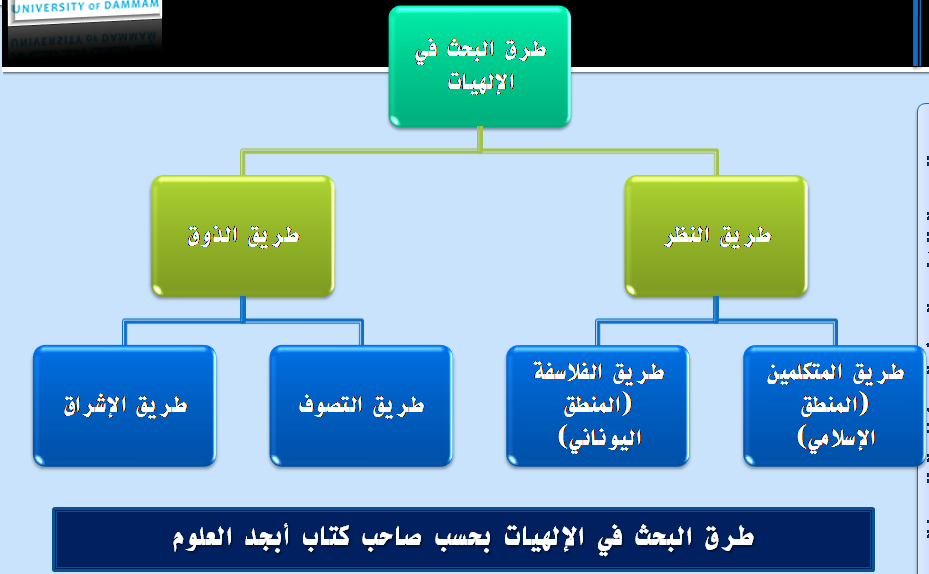 UNIVERSITY OF DAMMAM
طرق البحث في
الإلهيات
طريق النظر
طريق الذوق
طريق المتكلمين
(المنطق
الإسلامي)
طريق الفلاسفة
(المنطق
اليوناني)
طريق التصوف
طريق الإشراق
طرق البحث في الإلهيات بحسب صاحب كتاب أبجد العلوم